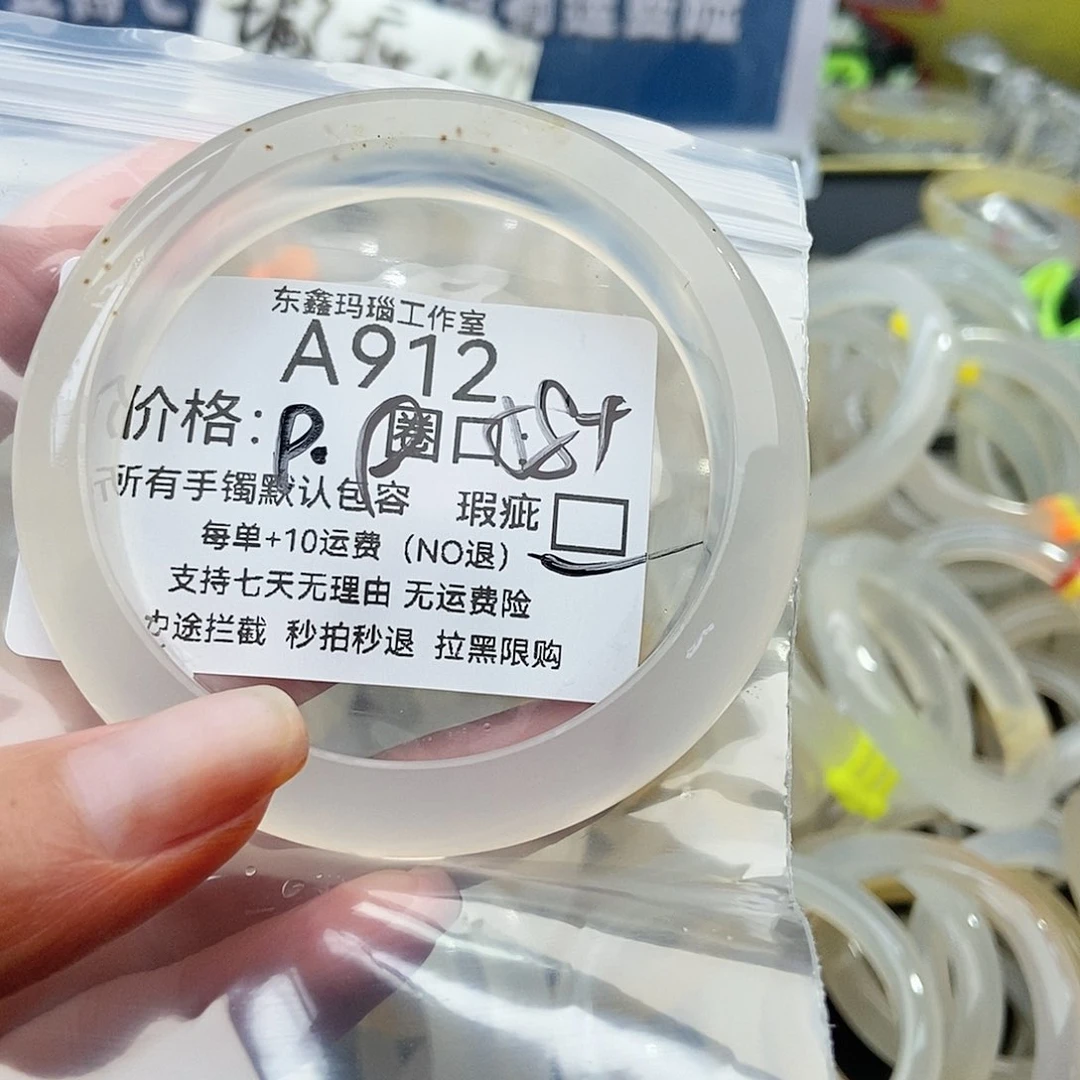 东鑫玛瑙工作室
A912
价格: 圈口:
所有手镯默认包容 瑕疵
每单+10运费（NO退）
支持七天无理由 无运费险
中途拦截 秒拍秒退 拉黑限购